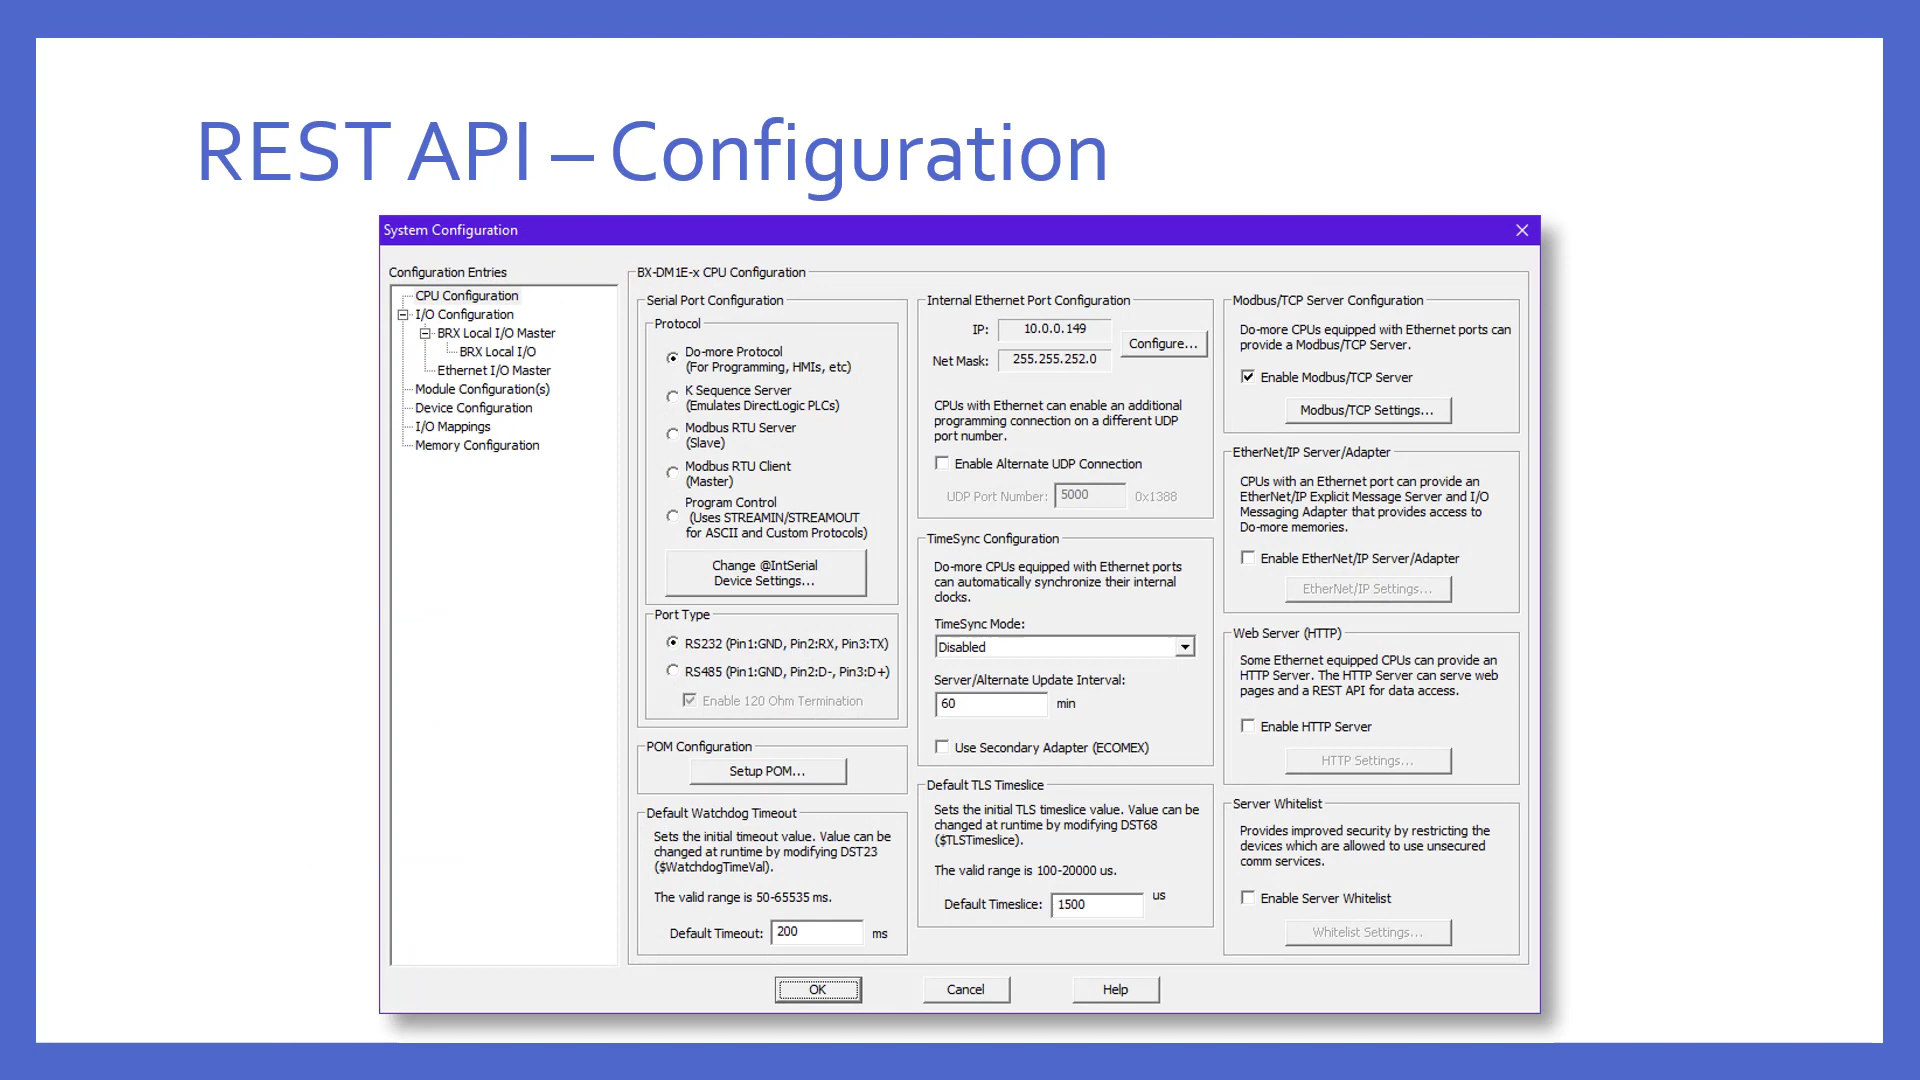 REST API – Configuration
System Configuration
Configuration Entries
CPU Configuration
I/O Configuration
BRX Local I/O Master
BRX Local I/O
Ethernet I/O Master
Module Configuration(s)
Device Configuration
I/O Mappings
Memory Configuration
BX-DM1E-x CPU Configuration
Serial Port Configuration
Protocol
Do-more Protocol
(For Programming, HMIs, etc)
K Sequence Server
(Emulates DirectLogic PLCs)
Modbus RTU Server
(Slave)
Modbus RTU Client
(Master)
Program Control
(Uses STREAMIN/STREAMOUT
for ASCII and Custom Protocols)
Change @IntSerial
Device Settings...
Port Type
RS232 (Pin1:GND, Pin2:RX, Pin3:TX)
RS485 (Pin1:GND, Pin2:D-, Pin3:D+)
Enable 120 Ohm Termination
POM Configuration
Setup POM...
Default Watchdog Timeout
Sets the initial timeout value. Value can be
changed at runtime by modifying DST23
($WatchdogTimeVal).
The valid range is 50-65535 ms.
Default Timeout: 200 ms
Internal Ethernet Port Configuration
IP: 10.0.0.149
Net Mask: 255.255.252.0
Configure...
CPUs with Ethernet can enable an additional
programming connection on a different UDP
port number.
Enable Alternate UDP Connection
UDP Port Number: 5000 0x1388
TimeSync Configuration
Do-more CPUs equipped with Ethernet ports
can automatically synchronize their internal
clocks.
TimeSync Mode:
Disabled
Server/Alternate Update Interval:
60 min
Use Secondary Adapter (ECOMEX)
Default TLS Timeslice
Sets the initial TLS timeslice value. Value can be
changed at runtime by modifying DST68
($TLSTimeslice).
The valid range is 100-20000 us.
Default Timeslice: 1500 us
Modbus/TCP Server Configuration
Do-more CPUs equipped with Ethernet ports can
provide a Modbus/TCP Server.
Enable Modbus/TCP Server
Modbus/TCP Settings...
EtherNet/IP Server/Adapter
CPUs with an Ethernet port can provide an
EtherNet/IP Explicit Message Server and I/O
Messaging Adapter that provides access to
Do-more memories.
Enable EtherNet/IP Server/Adapter
EtherNet/IP Settings...
Web Server (HTTP)
Some Ethernet equipped CPUs can provide an
HTTP Server. The HTTP Server can serve web
pages and a REST API for data access.
Enable HTTP Server
HTTP Settings...
Server Whitelist
Provides improved security by restricting the
devices which are allowed to use unsecured
comm services.
Enable Server Whitelist
Whitelist Settings...
OK
Cancel
Help